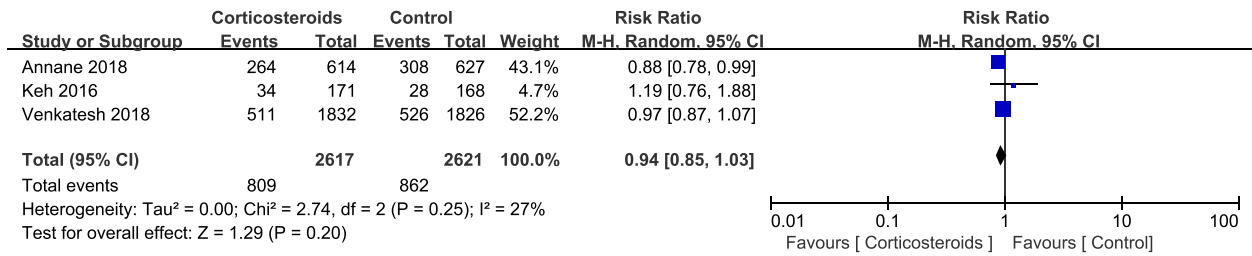 Corticosteroids Control Risk Ratio Risk Ratio
Study or Subgroup Events Total Events Total Weight M-H, Random, 95% CI M-H, Random, 95% CI
Annane 2018 264 614 308 627 43.1% 0.88 [0.78, 0.99]
Keh 2016 34 171 28 168 4.7% 1.19 [0.76, 1.88]
Venkatesh 2018 511 1832 526 1826 52.2% 0.97 [0.87, 1.07]
Total (95% CI) 2617 2621 100.0% 0.94 [0.85, 1.03]
Total events 809 862
Heterogeneity: Tau² = 0.00; Chi² = 2.74, df = 2 (P = 0.25); I² = 27%
Test for overall effect: Z = 1.29 (P = 0.20)
0.01 0.1 1 10 100
Favours [ Corticosteroids ] Favours [ Control]